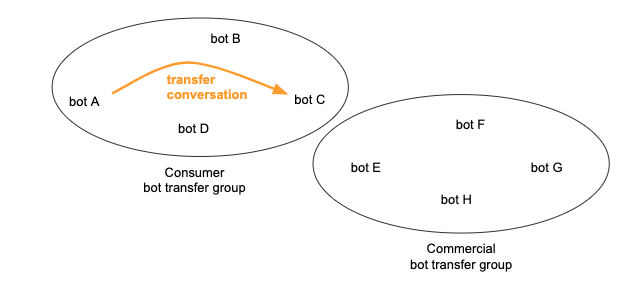 bot B
transfer
conversation
bot A
bot C
bot D
Consumer
bot transfer group
bot F
bot E
bot G
bot H
Commercial
bot transfer group